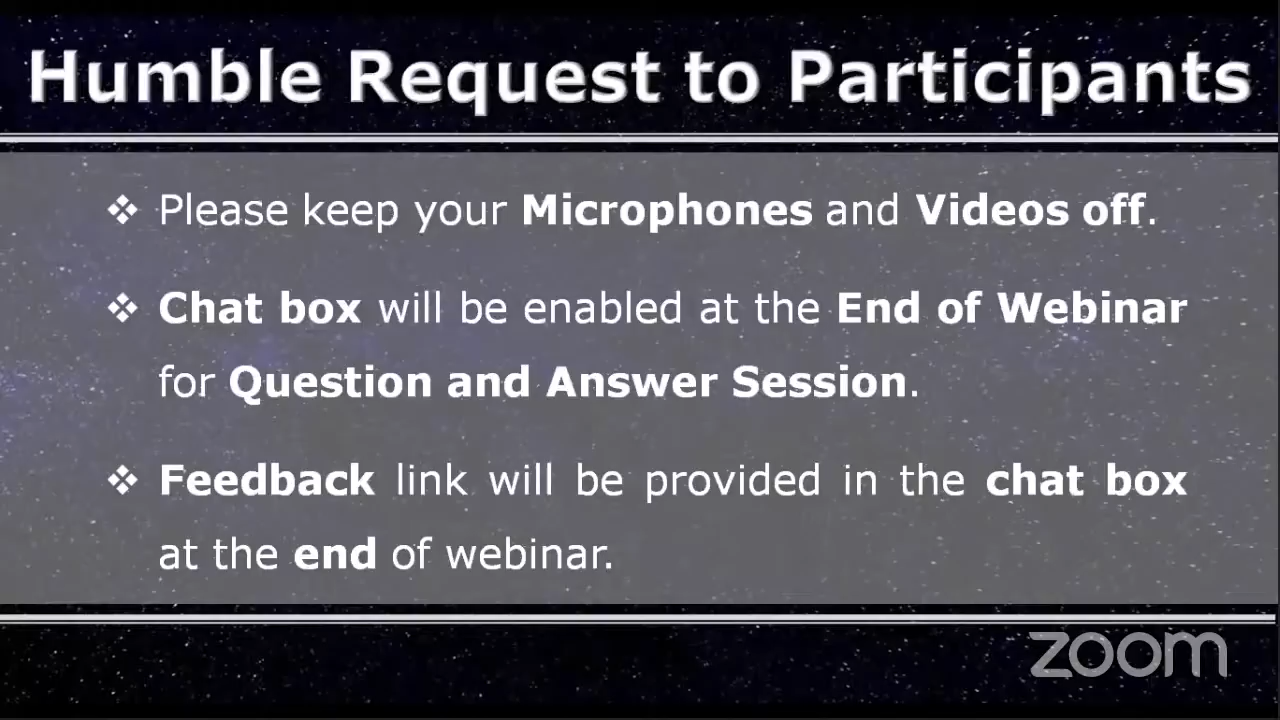 Humble Request to Participants
❖ Please keep your Microphones and Videos off.
❖ Chat box will be enabled at the End of Webinar
for Question and Answer Session.
❖ Feedback link will be provided in the chat box
at the end of webinar.
zoom